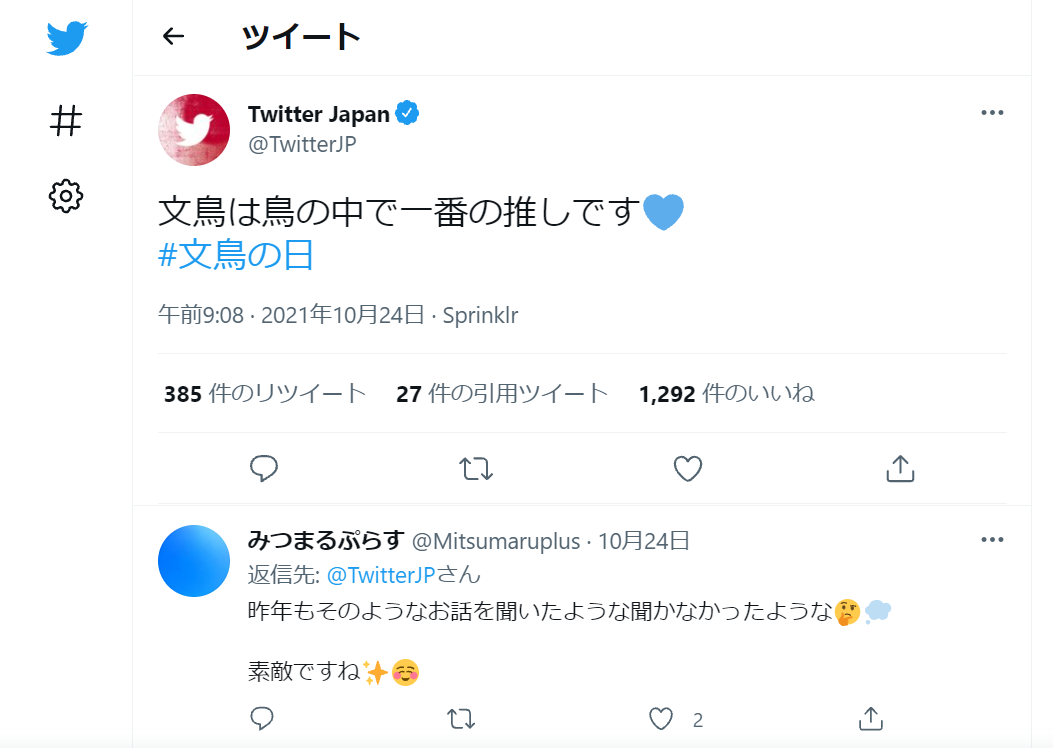 ツイート
Twitter Japan
@TwitterJP
文鳥は鳥の中で一番の推しです💙
#文鳥の日
午前9:08 · 2021年10月24日 · Sprinklr
385 件のリツイート 27 件の引用ツイート 1,292 件のいいね
みつまるぷらす @Mitsumaruplus · 10月24日
返信先: @TwitterJPさん
昨年もそのようなお話を聞いたような聞かなかったような🤔💭
素敵ですね✨☺️
2